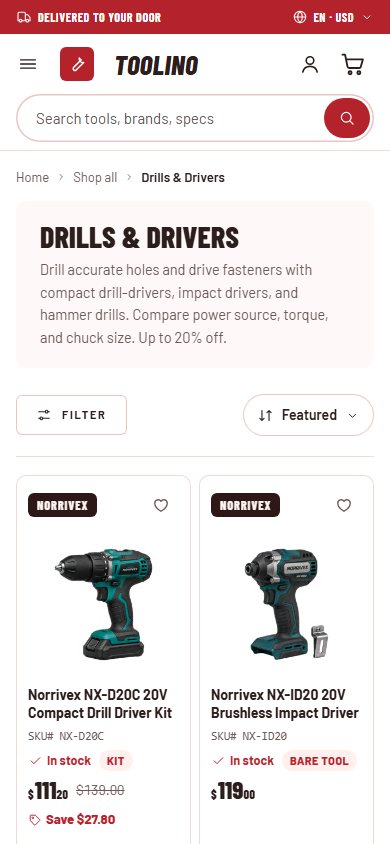 DELIVERED TO YOUR DOOR
EN · USD
TOOLINO
Search tools, brands, specs
Home > Shop all > Drills & Drivers
DRILLS & DRIVERS
Drill accurate holes and drive fasteners with
compact drill-drivers, impact drivers, and
hammer drills. Compare power source, torque,
and chuck size. Up to 20% off.
FILTER
Featured
NORRIVEX
NORRIVEX
Norrivex NX-D20C 20V
Compact Drill Driver Kit
SKU# NX-D20C
In stock
KIT
$11120 $139.00
Save $27.80
NORRIVEX
NORRIVEX
Norrivex NX-ID20 20V
Brushless Impact Driver
SKU# NX-ID20
In stock
BARE TOOL
$11900